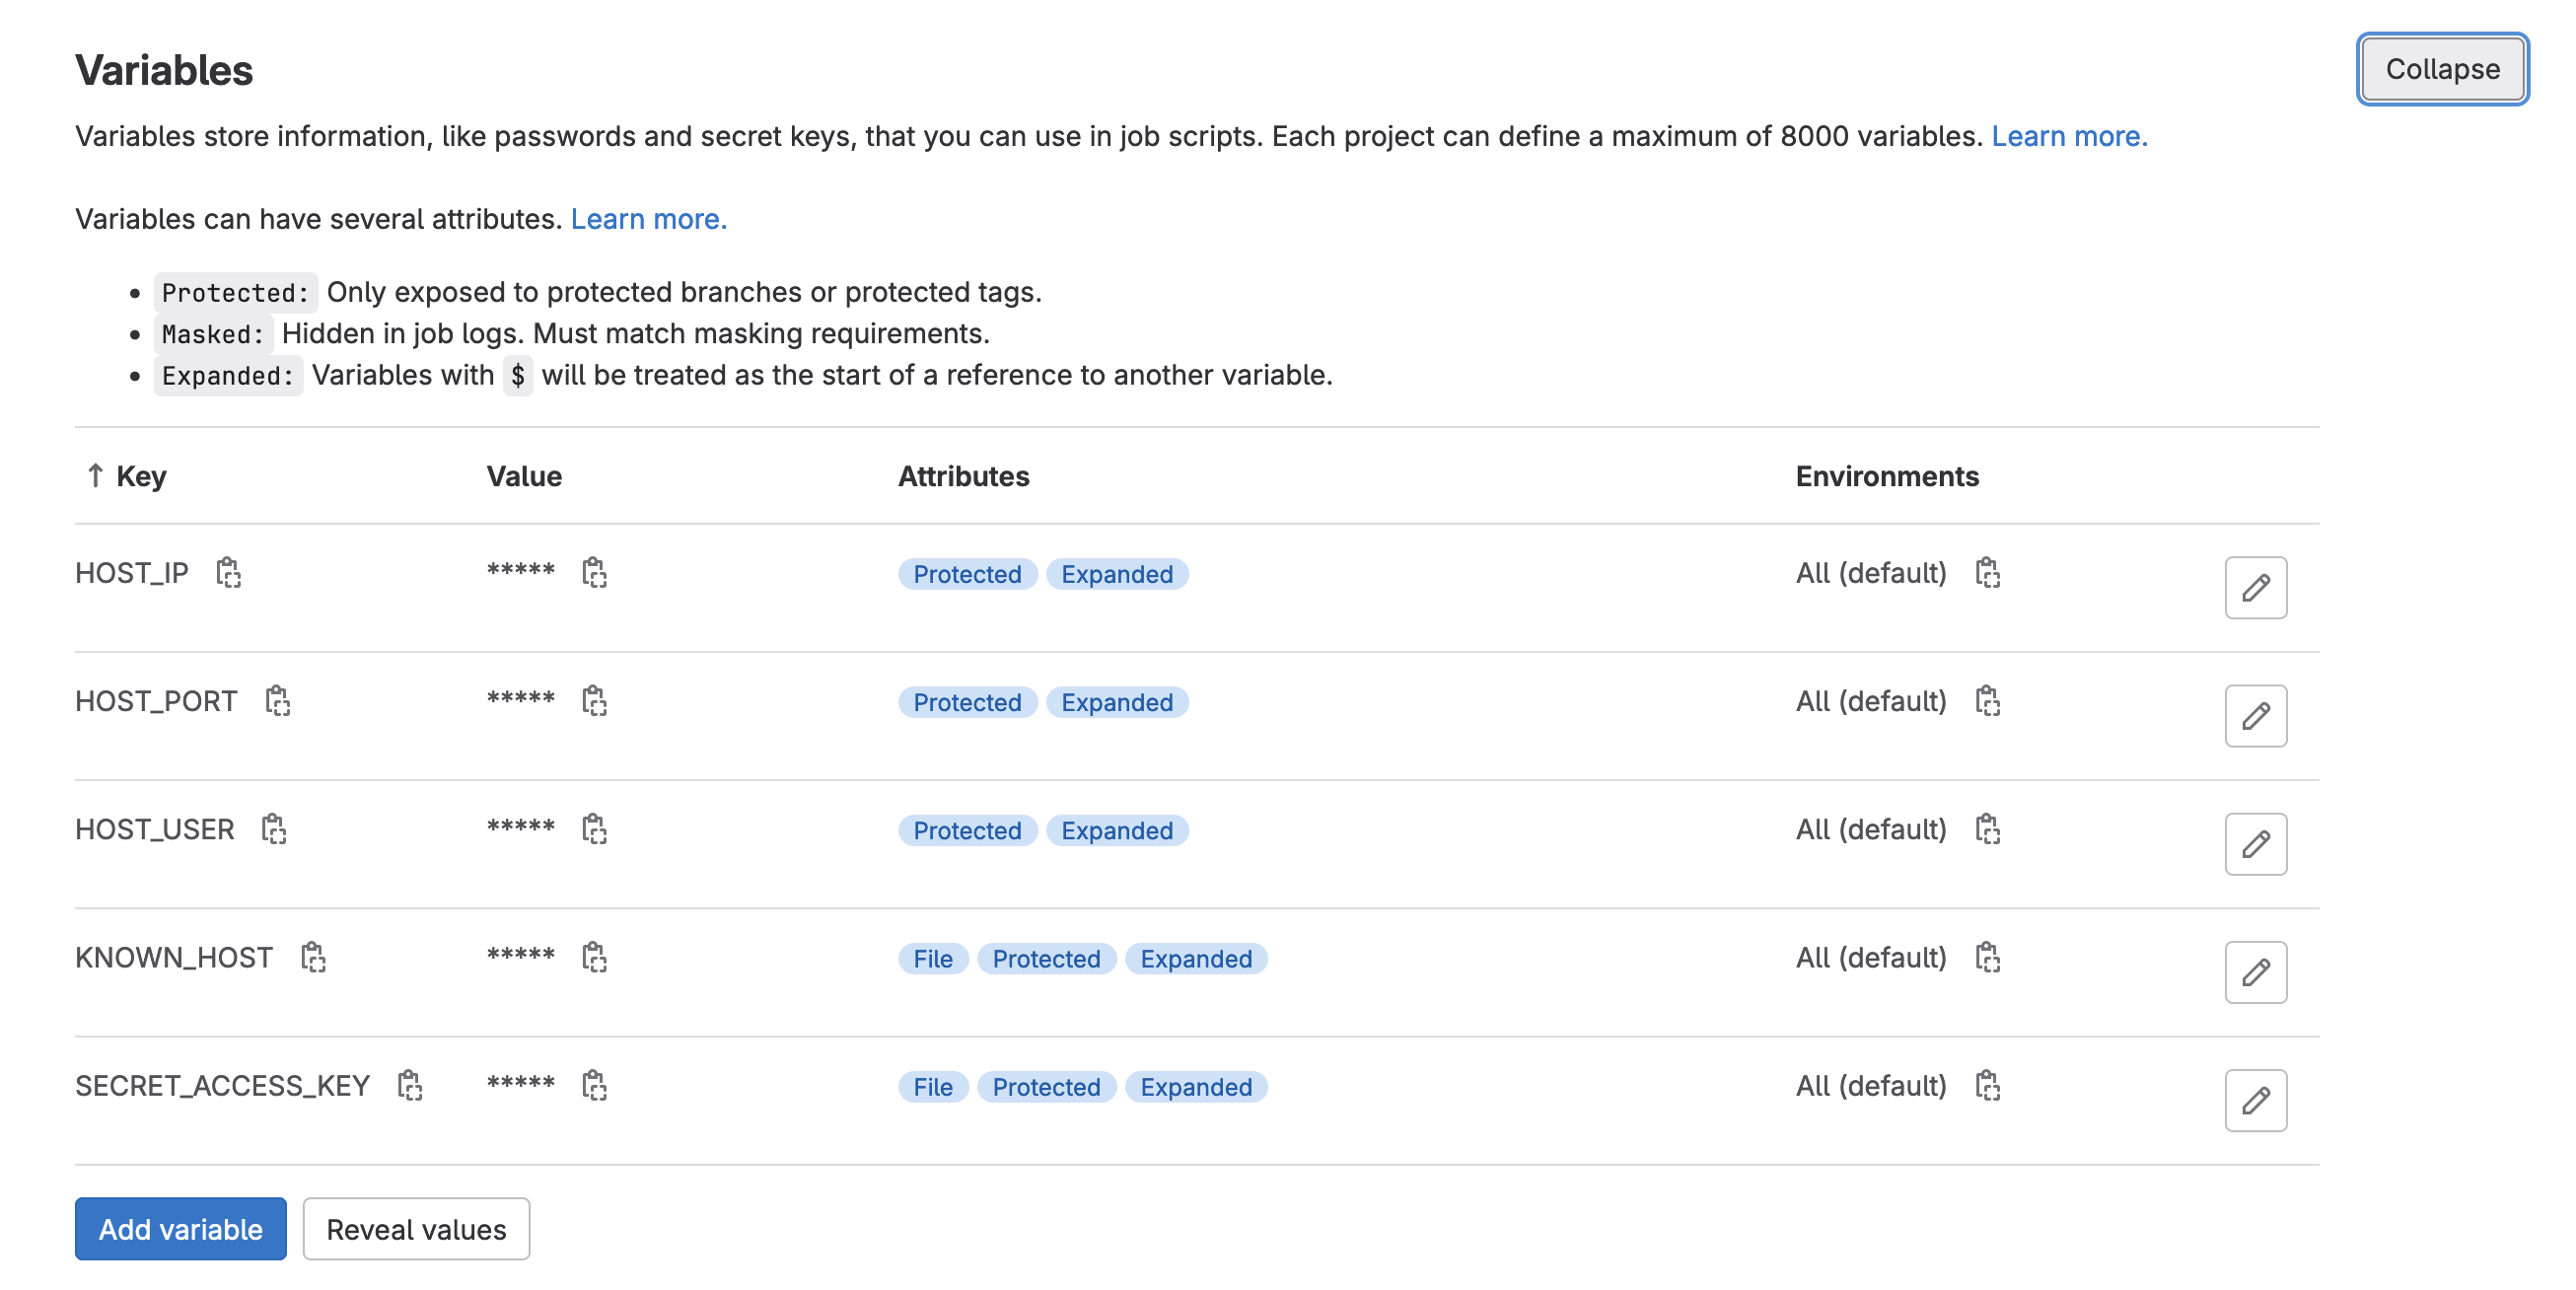 Variables
Collapse
Variables store information, like passwords and secret keys, that you can use in job scripts. Each project can define a maximum of 8000 variables. Learn more.
Variables can have several attributes. Learn more.
• Protected: Only exposed to protected branches or protected tags.
• Masked: Hidden in job logs. Must match masking requirements.
• Expanded: Variables with $ will be treated as the start of a reference to another variable.
↑ Key Value Attributes Environments
HOST_IP ***** Protected Expanded All (default)
HOST_PORT ***** Protected Expanded All (default)
HOST_USER ***** Protected Expanded All (default)
KNOWN_HOST ***** File Protected Expanded All (default)
SECRET_ACCESS_KEY ***** File Protected Expanded All (default)
Add variable Reveal values